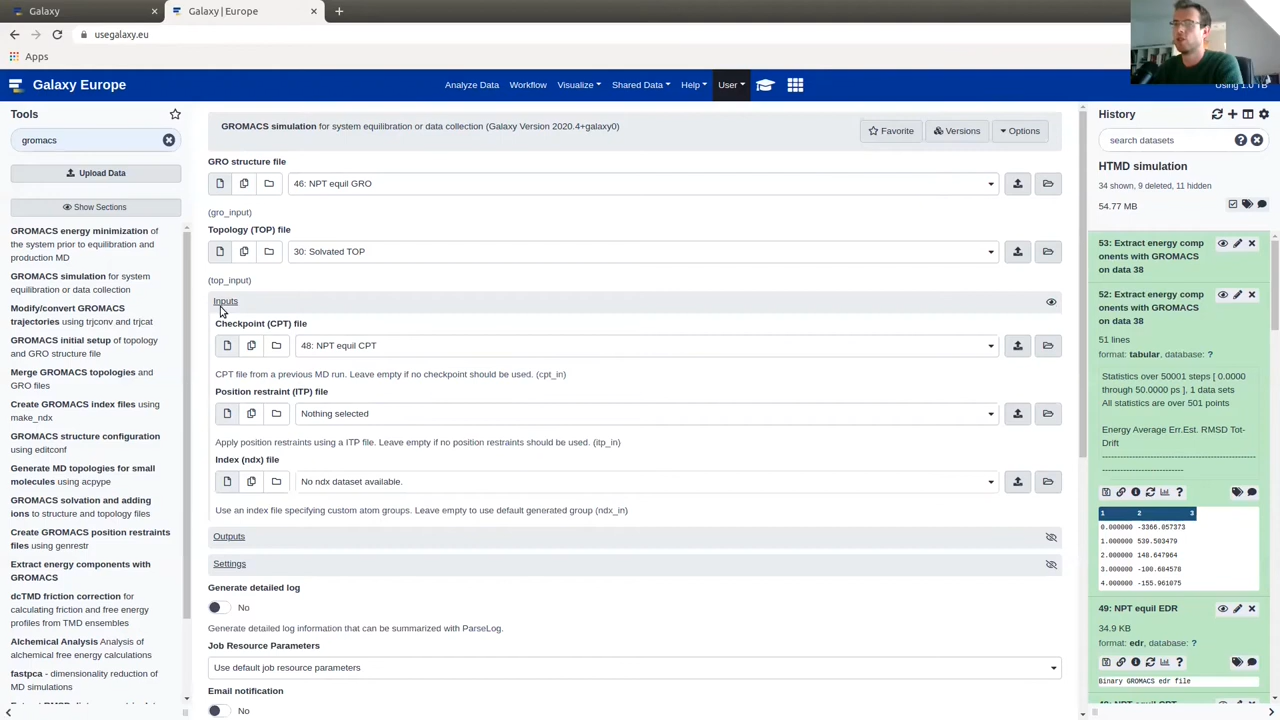 Galaxy
Galaxy | Europe
usegalaxy.eu
Apps
Galaxy Europe
Analyze Data
Workflow
Visualize
Shared Data
Help
User
Using 1.0 TB
Tools
gromacs
Upload Data
Show Sections
GROMACS energy minimization of
the system prior to equilibration and
production MD
GROMACS simulation for system
equilibration or data collection
Modify/convert GROMACS
trajectories using trjconv and trjcat
GROMACS initial setup of topology
and GRO structure file
Merge GROMACS topologies and
GRO files
Create GROMACS index files using
make_ndx
GROMACS structure configuration
using editconf
Generate MD topologies for small
molecules using acpype
GROMACS solvation and adding
ions to structure and topology files
Create GROMACS position restraints
files using genrestr
Extract energy components with
GROMACS
dcTMD friction correction for
calculating friction and free energy
profiles from TMD ensembles
Alchemical Analysis Analysis of
alchemical free energy calculations
fastpca - dimensionality reduction of
MD simulations
GROMACS simulation for system equilibration or data collection (Galaxy Version 2020.4+galaxy0)
Favorite
Versions
Options
GRO structure file
46: NPT equil GRO
(gro_input)
Topology (TOP) file
30: Solvated TOP
(top_input)
Inputs
Checkpoint (CPT) file
48: NPT equil CPT
CPT file from a previous MD run. Leave empty if no checkpoint should be used. (cpt_in)
Position restraint (ITP) file
Nothing selected
Apply position restraints using a ITP file. Leave empty if no position restraints should be used. (itp_in)
Index (ndx) file
No ndx dataset available.
Use an index file specifying custom atom groups. Leave empty to use default generated group (ndx_in)
Outputs
Settings
Generate detailed log
No
Generate detailed log information that can be summarized with ParseLog.
Job Resource Parameters
Use default job resource parameters
Email notification
No
History
search datasets
HTMD simulation
34 shown, 9 deleted, 11 hidden
54.77 MB
53: Extract energy comp
onents with GROMACS
on data 38
52: Extract energy comp
onents with GROMACS
on data 38
51 lines
format: tabular, database: ?
Statistics over 50001 steps [ 0.0000
through 50.0000 ps ], 1 data sets
All statistics are over 501 points
Energy Average Err.Est. RMSD Tot-
Drift
-------------------------------------------------
--------------------------
1 2 3
0.000000 -3366.057373
1.000000 539.503479
2.000000 148.647964
3.000000 -100.684578
4.000000 -155.961075
49: NPT equil EDR
34.9 KB
format: edr, database: ?
Binary GROMACS edr file